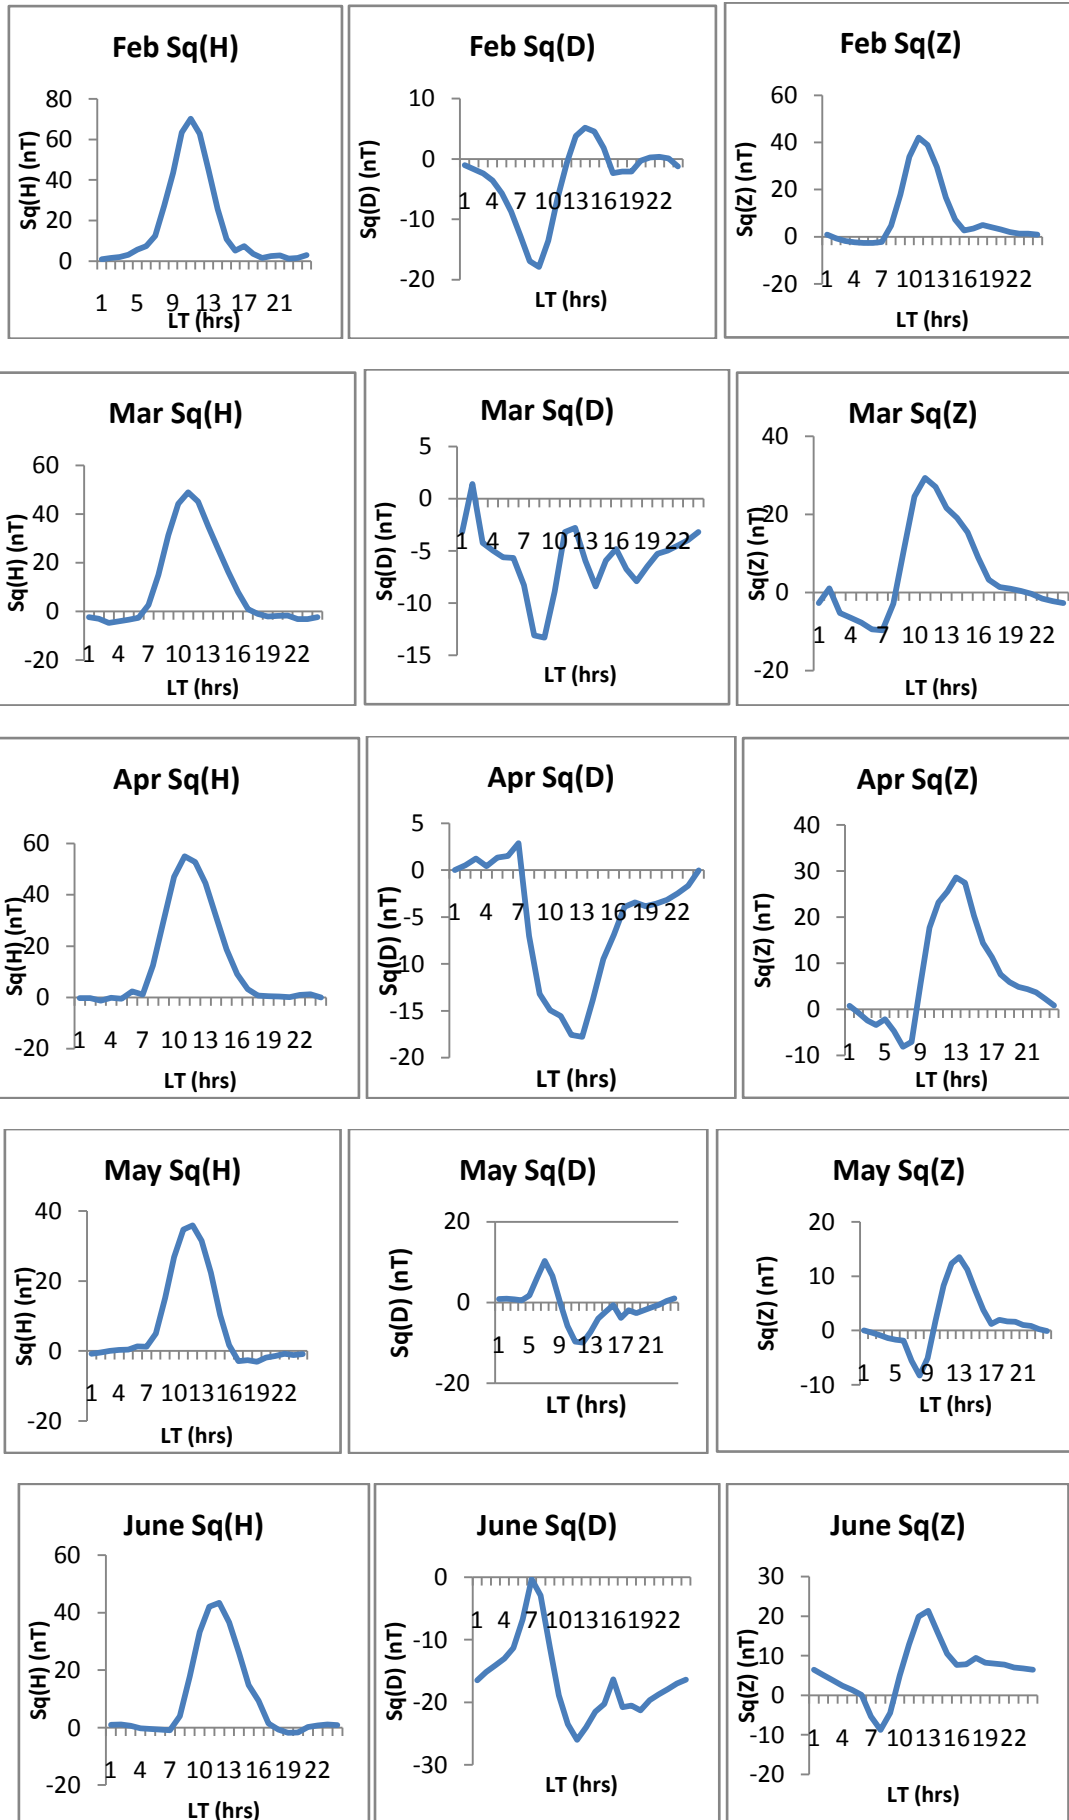 Feb Sq(H)
80
60
40
20
0
Sq(H) (nT)
1 5 9 13 17 21
LT (hrs)
Feb Sq(D)
10
0
-10
-20
Sq(D) (nT)
1 4 7 10 13 16 19 22
LT (hrs)
Feb Sq(Z)
60
40
20
0
-20
Sq(Z) (nT)
1 4 7 10 13 16 19 22
LT (hrs)
Mar Sq(H)
60
40
20
0
-20
Sq(H) (nT)
1 4 7 10 13 16 19 22
LT (hrs)
Mar Sq(D)
5
0
-5
-10
-15
Sq(D) (nT)
1 4 7 10 13 16 19 22
LT (hrs)
Mar Sq(Z)
40
20
0
-20
Sq(Z) (nT)
1 4 7 10 13 16 19 22
LT (hrs)
Apr Sq(H)
60
40
20
0
-20
Sq(H) (nT)
1 4 7 10 13 16 19 22
LT (hrs)
Apr Sq(D)
5
0
-5
-10
-15
-20
Sq(D) (nT)
1 4 7 10 13 16 19 22
LT (hrs)
Apr Sq(Z)
40
30
20
10
0
-10
Sq(Z) (nT)
1 5 9 13 17 21
LT (hrs)
May Sq(H)
40
20
0
-20
Sq(H) (nT)
1 4 7 10 13 16 19 22
LT (hrs)
May Sq(D)
20
0
-20
Sq(D) (nT)
1 5 9 13 17 21
LT (hrs)
May Sq(Z)
20
10
0
-10
Sq(Z) (nT)
1 5 9 13 17 21
LT (hrs)
June Sq(H)
60
40
20
0
-20
Sq(H) (nT)
1 4 7 10 13 16 19 22
LT (hrs)
June Sq(D)
0
-10
-20
-30
Sq(D) (nT)
1 4 7 10 13 16 19 22
LT (hrs)
June Sq(Z)
30
20
10
0
-10
-20
Sq(Z) (nT)
1 4 7 10 13 16 19 22
LT (hrs)